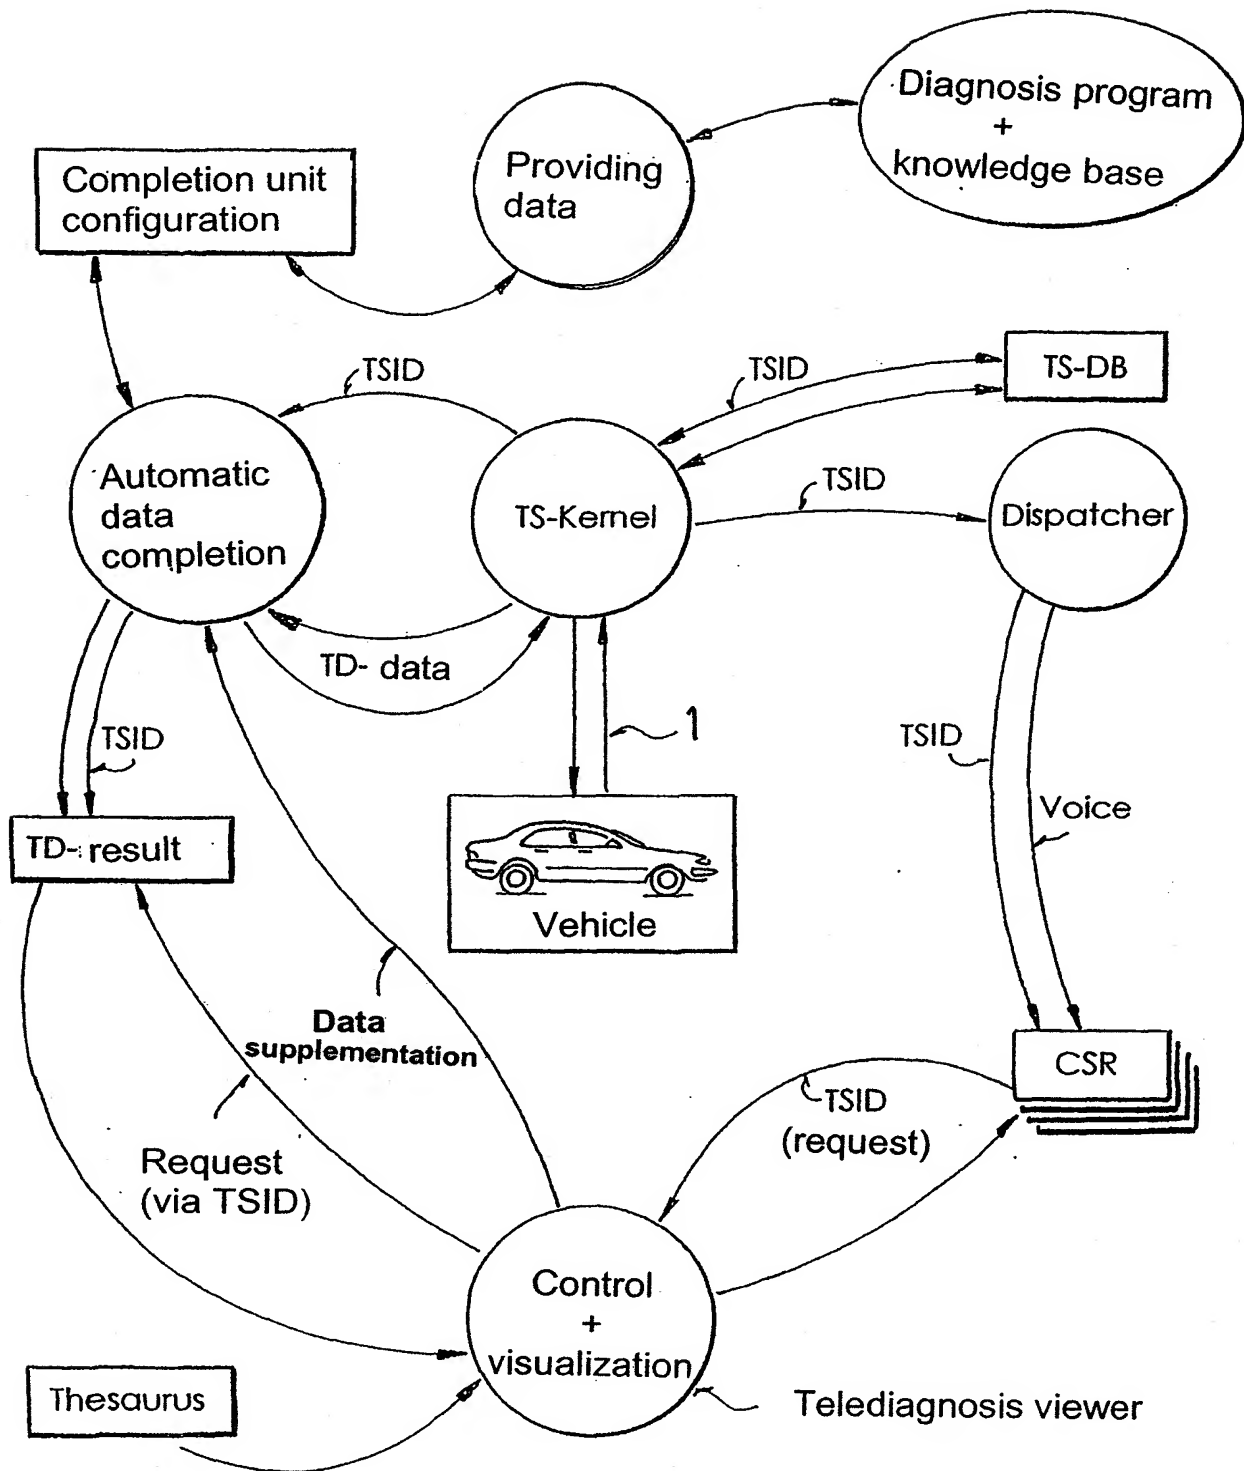 Diagnosis program
+
knowledge base
Providing
data
Completion unit
configuration
TSID
TSID
TS-DB
Automatic
data
completion
TS-Kernel
TSID
Dispatcher
TD- data
1
TSID
TSID
Voice
TD- result
Vehicle
Data
supplementation
CSR
TSID
(request)
Request
(via TSID)
Control
+
visualization
Thesaurus
Telediagnosis viewer